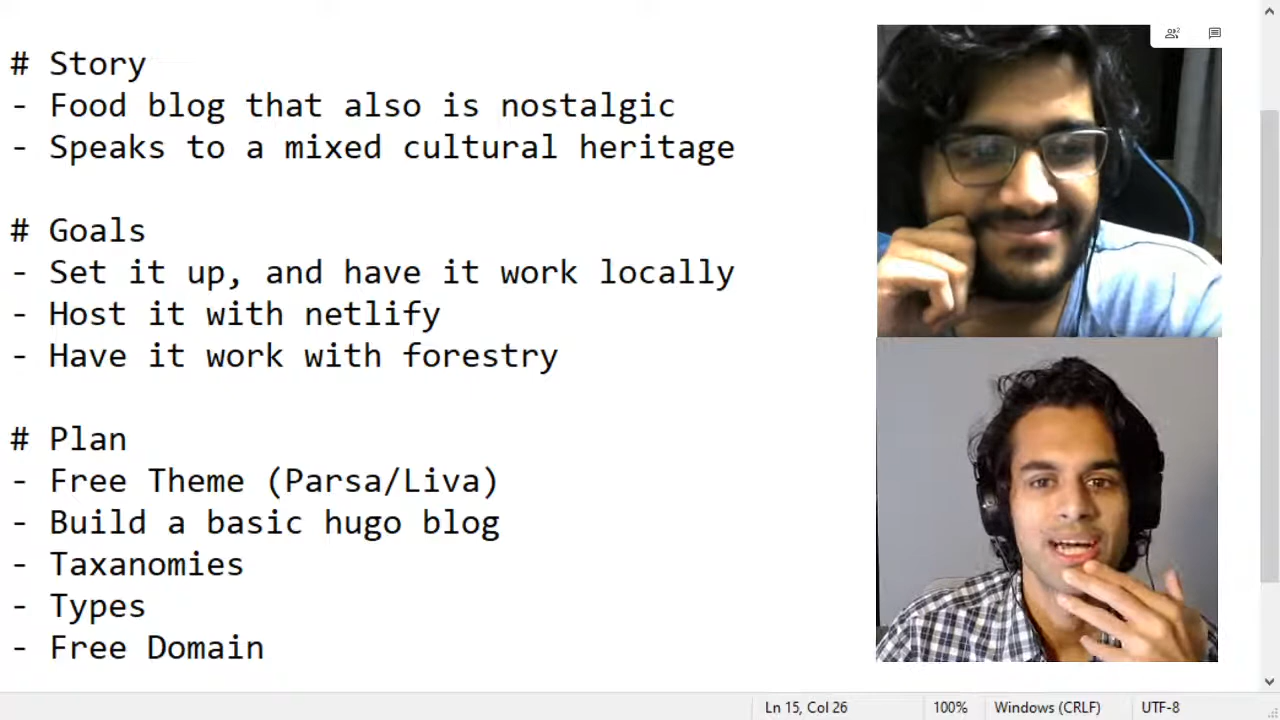 # Story
- Food blog that also is nostalgic
- Speaks to a mixed cultural heritage
# Goals
- Set it up, and have it work locally
- Host it with netlify
- Have it work with forestry
# Plan
- Free Theme (Parsa/Liva)
- Build a basic hugo blog
- Taxanomies
- Types
- Free Domain
Ln 15, Col 26 100% Windows (CRLF) UTF-8